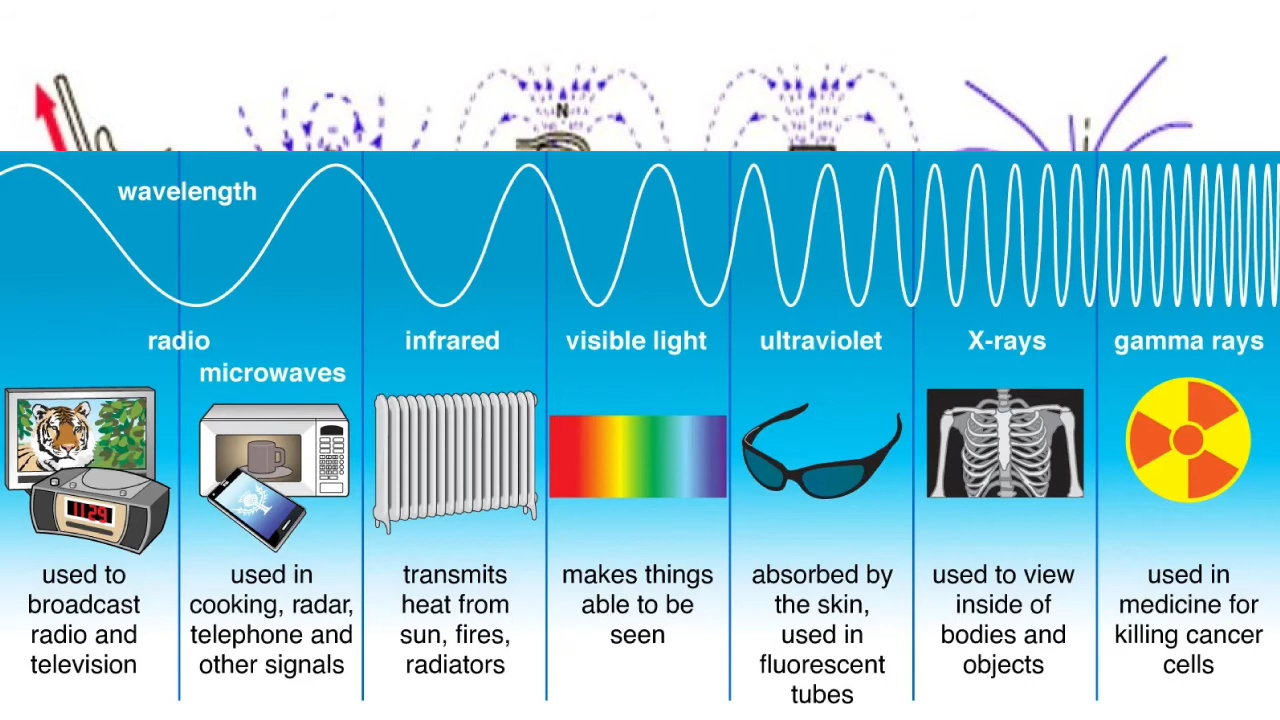 N
wavelength
radio
microwaves
infrared
visible light
ultraviolet
X-rays
gamma rays
11:29
used to
broadcast
radio and
television
used in
cooking, radar,
telephone and
other signals
transmits
heat from
sun, fires,
radiators
makes things
able to be
seen
absorbed by
the skin,
used in
fluorescent
tubes
used to view
inside of
bodies and
objects
used in
medicine for
killing cancer
cells